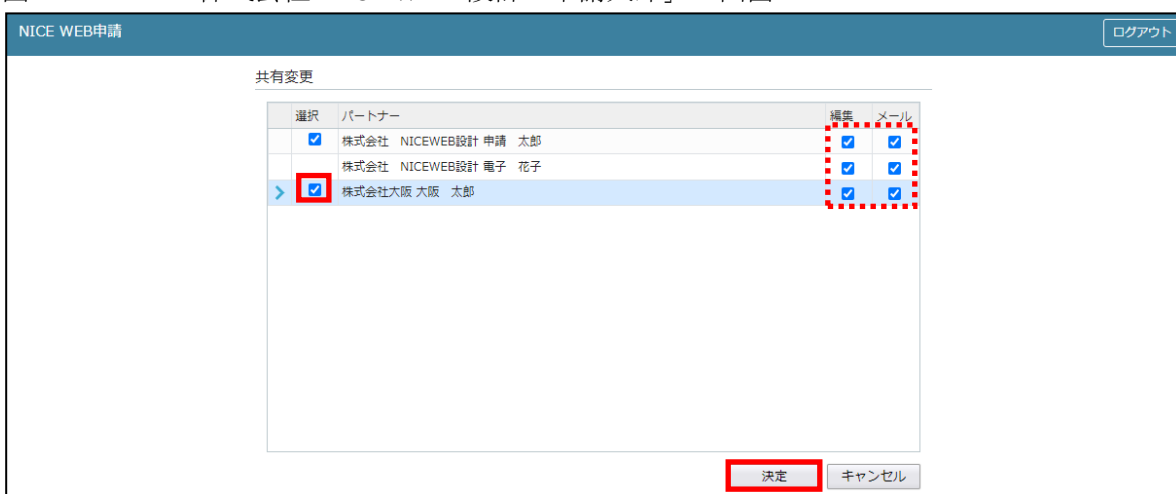 NICE WEB申請 ログアウト
共有変更
選択 パートナー 編集 メール
株式会社　NICEWEB設計 申請　太郎
株式会社　NICEWEB設計 電子　花子
株式会社大阪 大阪　太郎
決定 キャンセル